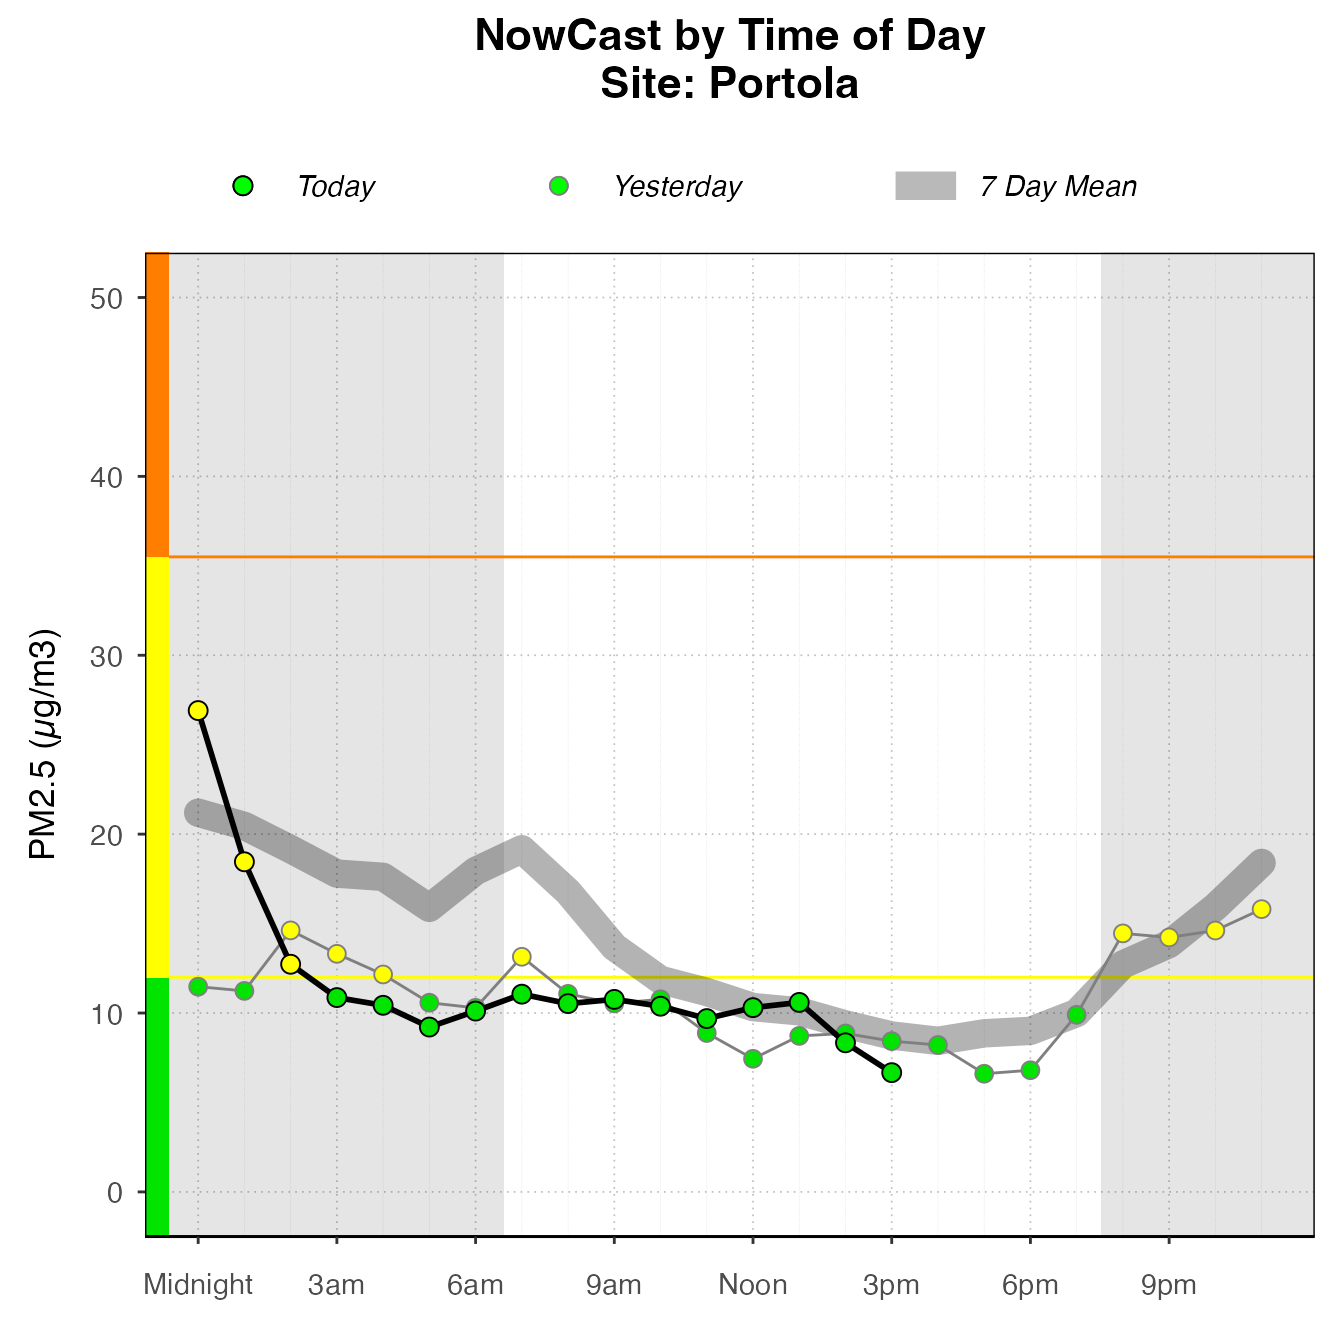 NowCast by Time of Day
Site: Portola
Today
Yesterday
7 Day Mean
PM2.5 (µg/m3)
50
40
30
20
10
0
Midnight
3am
6am
9am
Noon
3pm
6pm
9pm